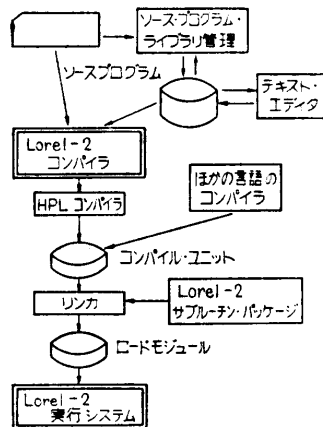 ソース・プログラム・
ライブラリ管理
ソースプログラム
テキスト・
エディタ
Lorel-2
コンパイラ
HPL コンパイラ
ほかの言語の
コンパイラ
コンパイル・ユニット
リンカ
Lorel-2
サブルーチン・パッケージ
ロードモジュール
Lorel-2
実行システム